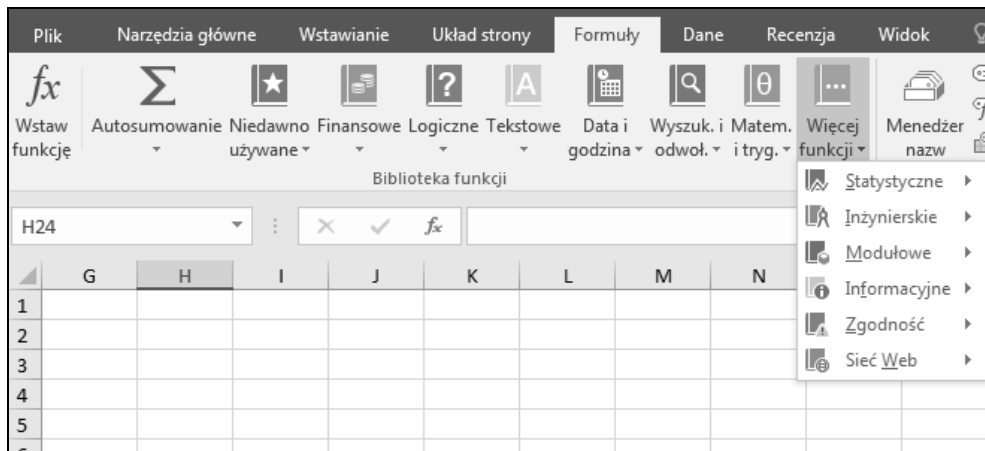 Plik Narzędzia główne Wstawianie Układ strony Formuły Dane Recenzja Widok
fx Σ ? A θ ...
Wstaw Autosumowanie Niedawno Finansowe Logiczne Tekstowe Data i Wyszuk. i Matem. Więcej Menedżer
funkcję używane godzina odwoł. i tryg. funkcji nazw
Biblioteka funkcji
Statystyczne
H24 fx Inżynierskie
Modułowe
G H I J K L M N
Informacyjne
1
Zgodność
2
Sieć Web
3
4
5